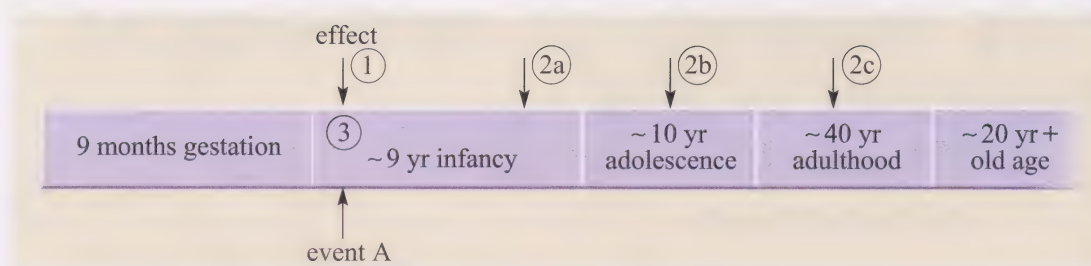 effect
① 2a 2b 2c
9 months gestation
③
~9 yr infancy
~10 yr
adolescence
~40 yr
adulthood
~20 yr+
old age
event A